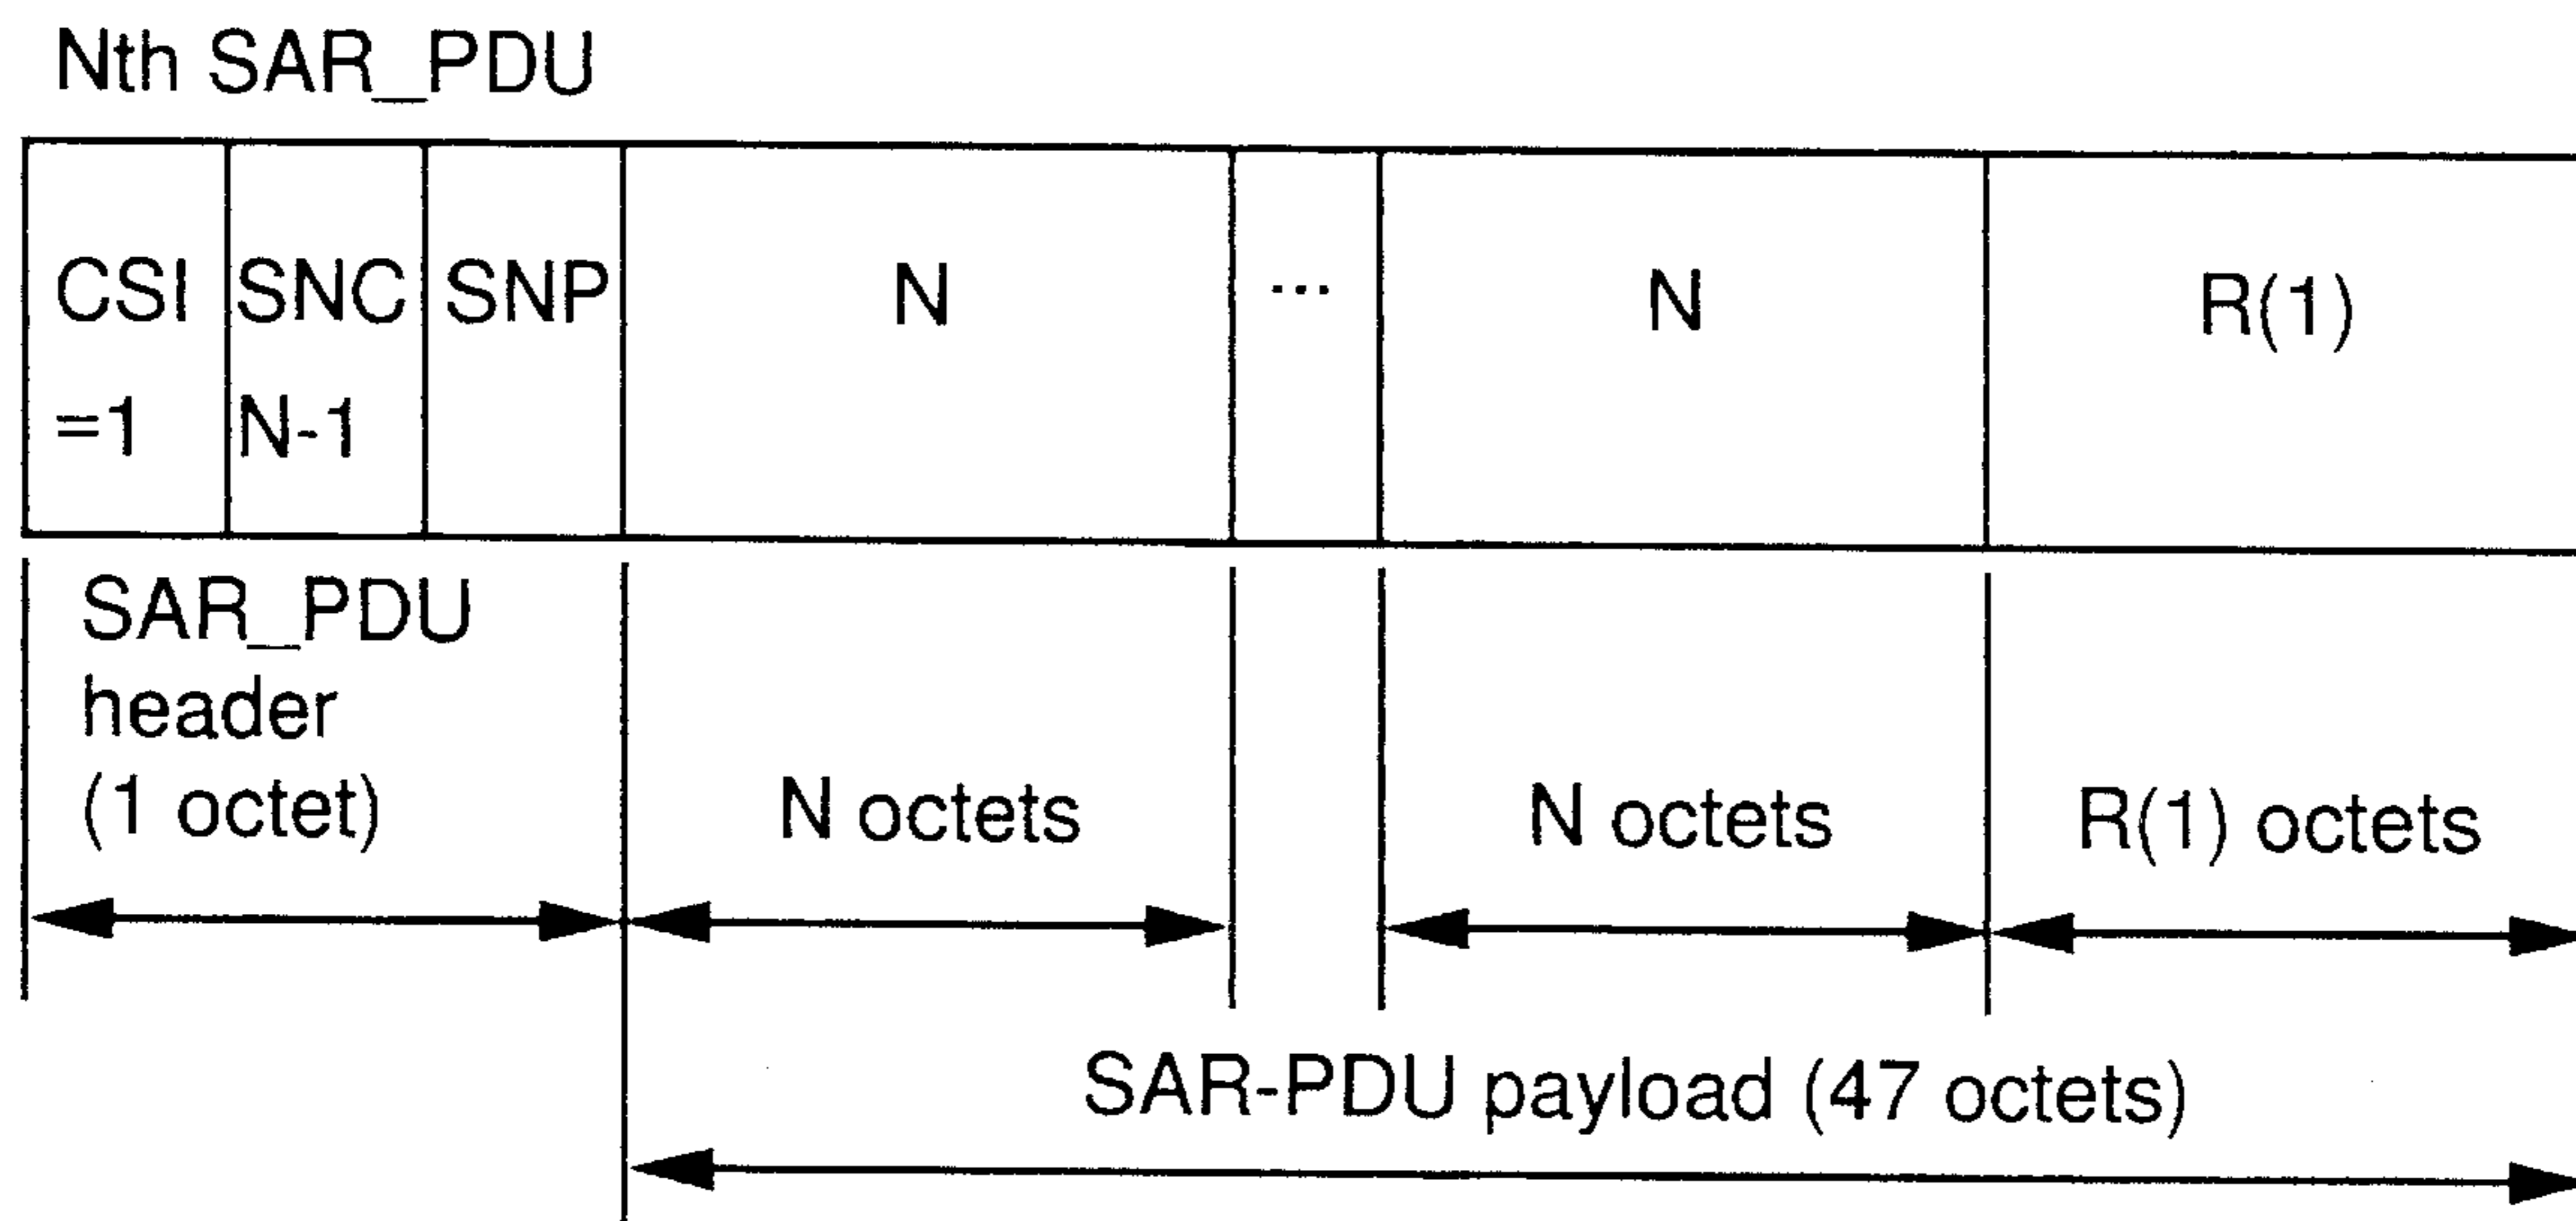 Nth SAR_PDU
CSI SNC SNP N ... N R(1)
=1 N-1
SAR_PDU
header
(1 octet)
N octets N octets R(1) octets
SAR-PDU payload (47 octets)